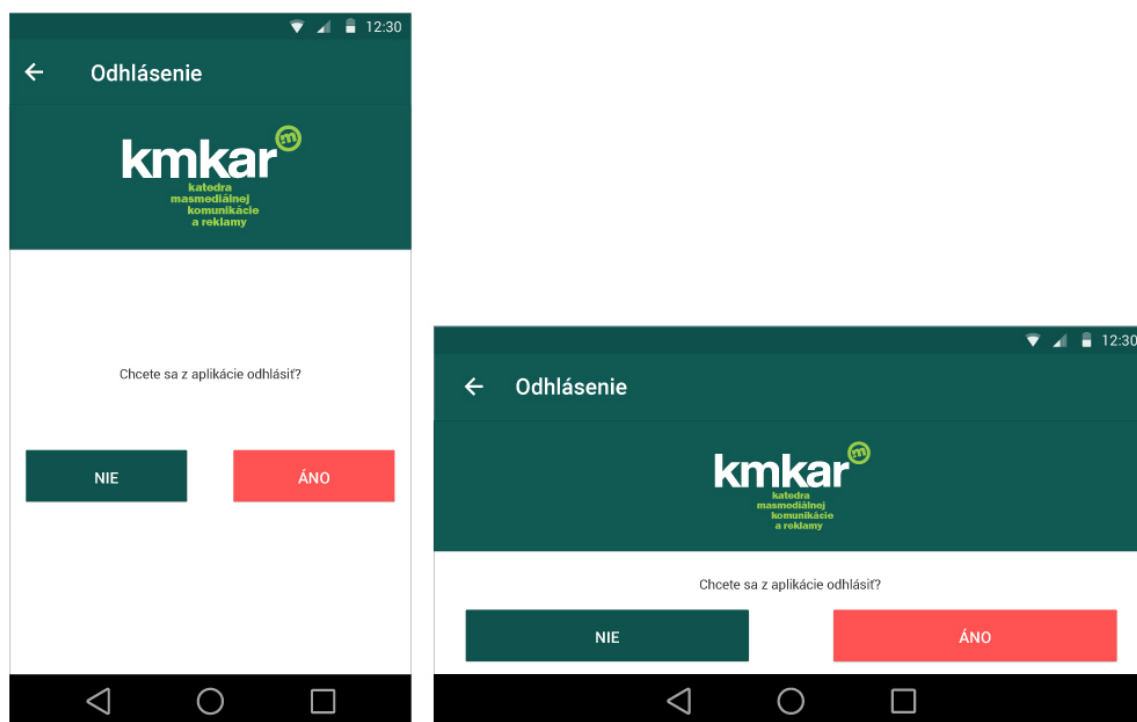 12:30
Odhlásenie
kmkar m
katedra
masmediálnej
komunikácie
a reklamy
Chcete sa z aplikácie odhlásiť?
NIE ÁNO
12:30
Odhlásenie
kmkar m
katedra
masmediálnej
komunikácie
a reklamy
Chcete sa z aplikácie odhlásiť?
NIE ÁNO